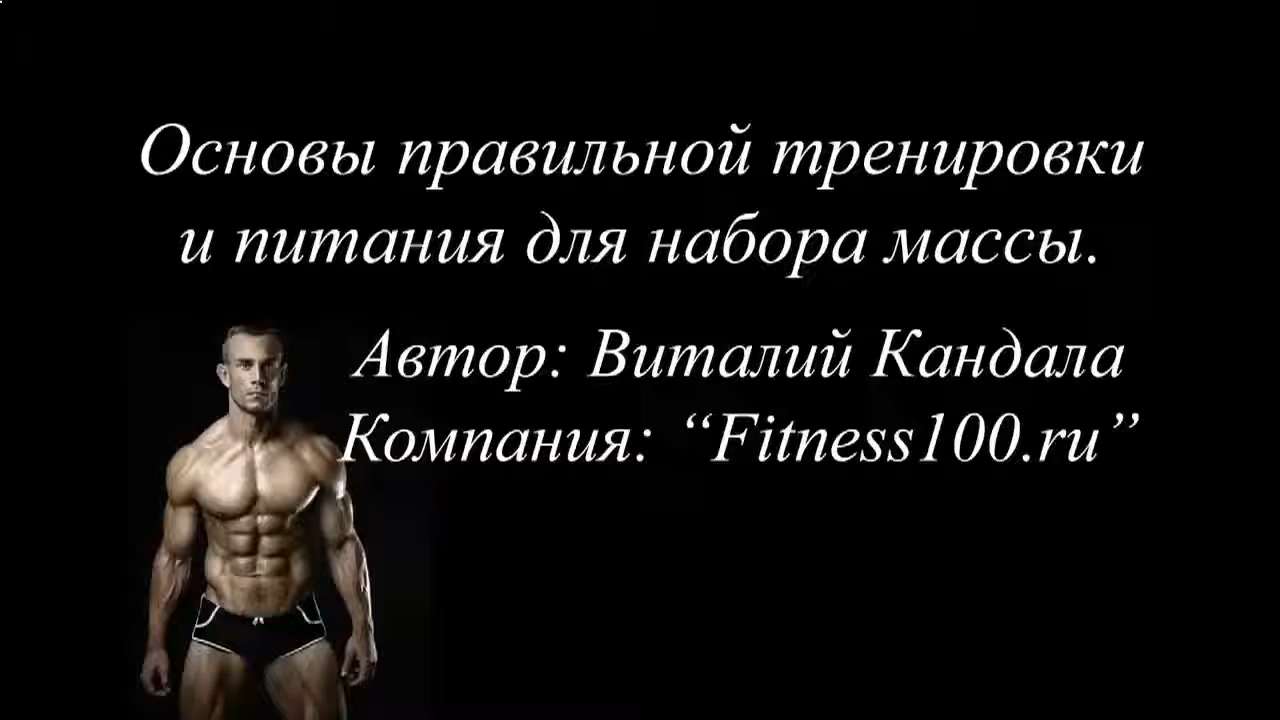 Основы правильной тренировки
и питания для набора массы.
Автор: Виталий Кандала
Компания: “Fitness100.ru”